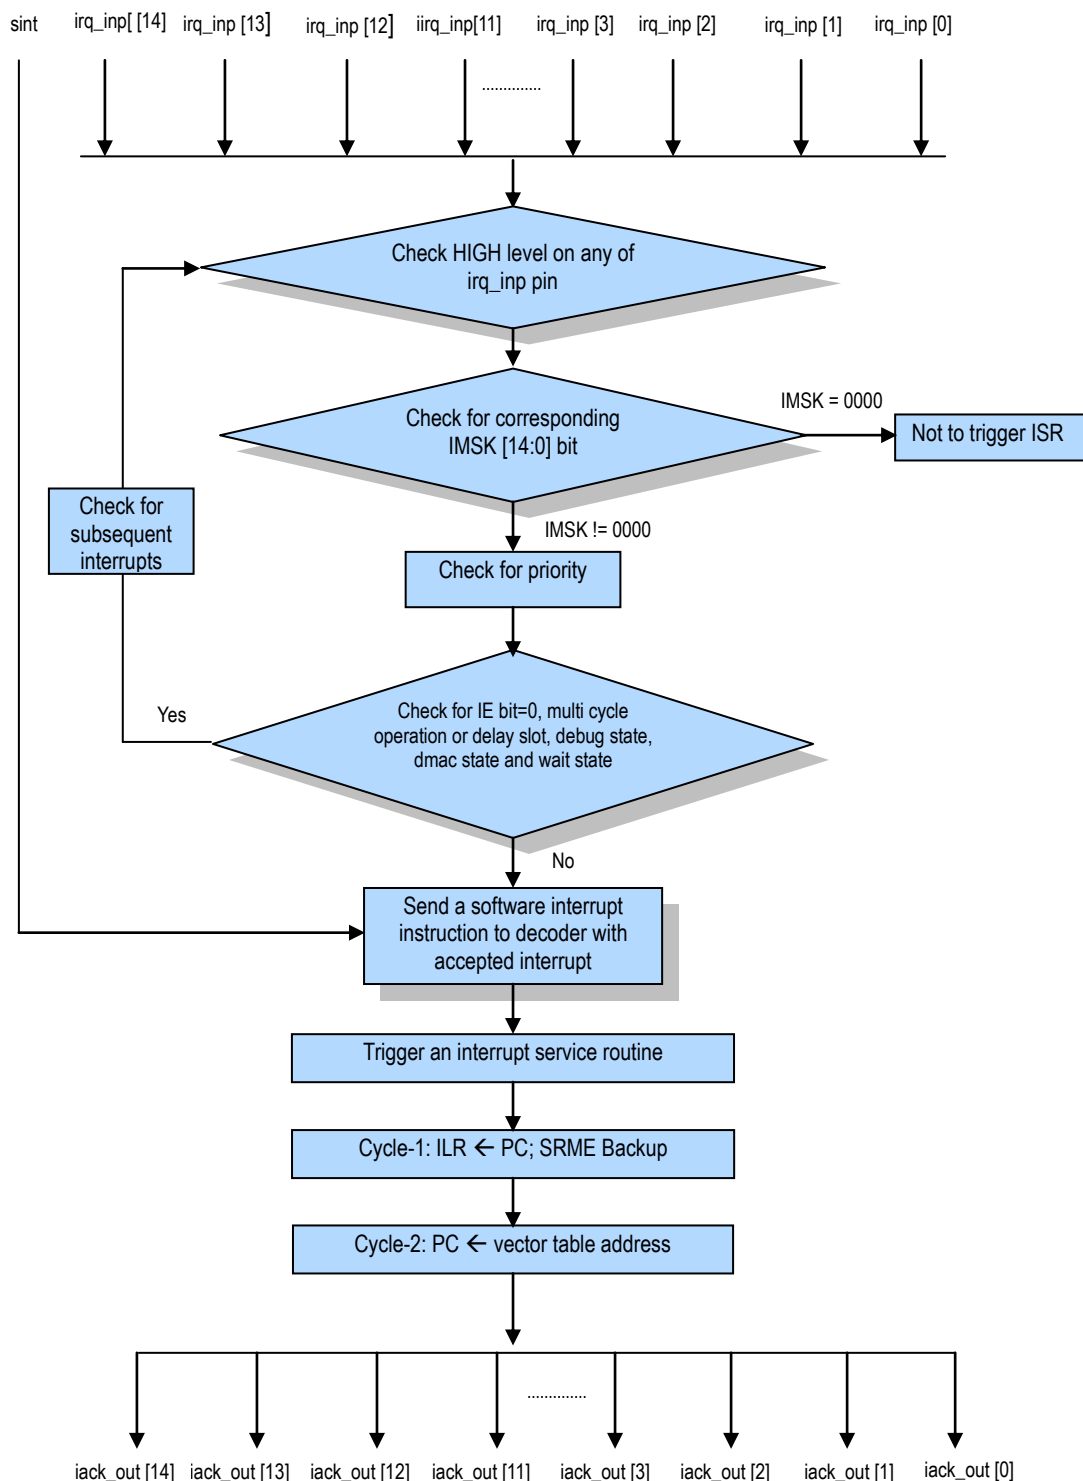 sint irq_inp[ [14] irq_inp [13] irq_inp [12] iirq_inp[11] irq_inp [3] irq_inp [2] irq_inp [1] irq_inp [0]
..............
Check HIGH level on any of
irq_inp pin
Check for corresponding
IMSK [14:0] bit
IMSK = 0000
Not to trigger ISR
IMSK != 0000
Check for
subsequent
interrupts
Check for priority
Check for IE bit=0, multi cycle
operation or delay slot, debug state,
dmac state and wait state
Yes
No
Send a software interrupt
instruction to decoder with
accepted interrupt
Trigger an interrupt service routine
Cycle-1: ILR ← PC; SRME Backup
Cycle-2: PC ← vector table address
..............
iack_out [14] iack_out [13] iack_out [12] iack_out [11] iack_out [3] iack_out [2] iack_out [1] iack_out [0]